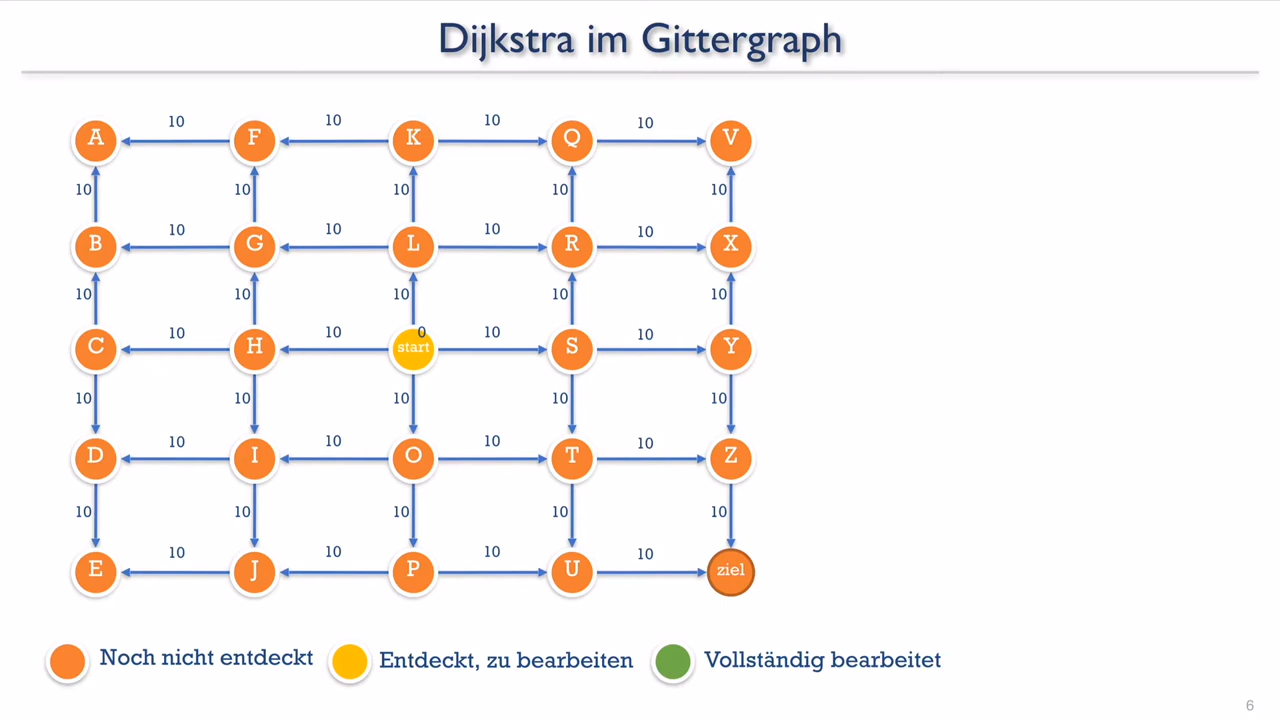 Dijkstra im Gittergraph
10 10 10 10
A F K Q V
10 10 10 10 10
10 10 10 10
B G L R X
10 10 10 10 10
0
10 10 10 10
C H start S Y
10 10 10 10 10
10 10 10 10
D I O T Z
10 10 10 10 10
10 10 10 10
E J P U ziel
Noch nicht entdeckt Entdeckt, zu bearbeiten Vollständig bearbeitet
6